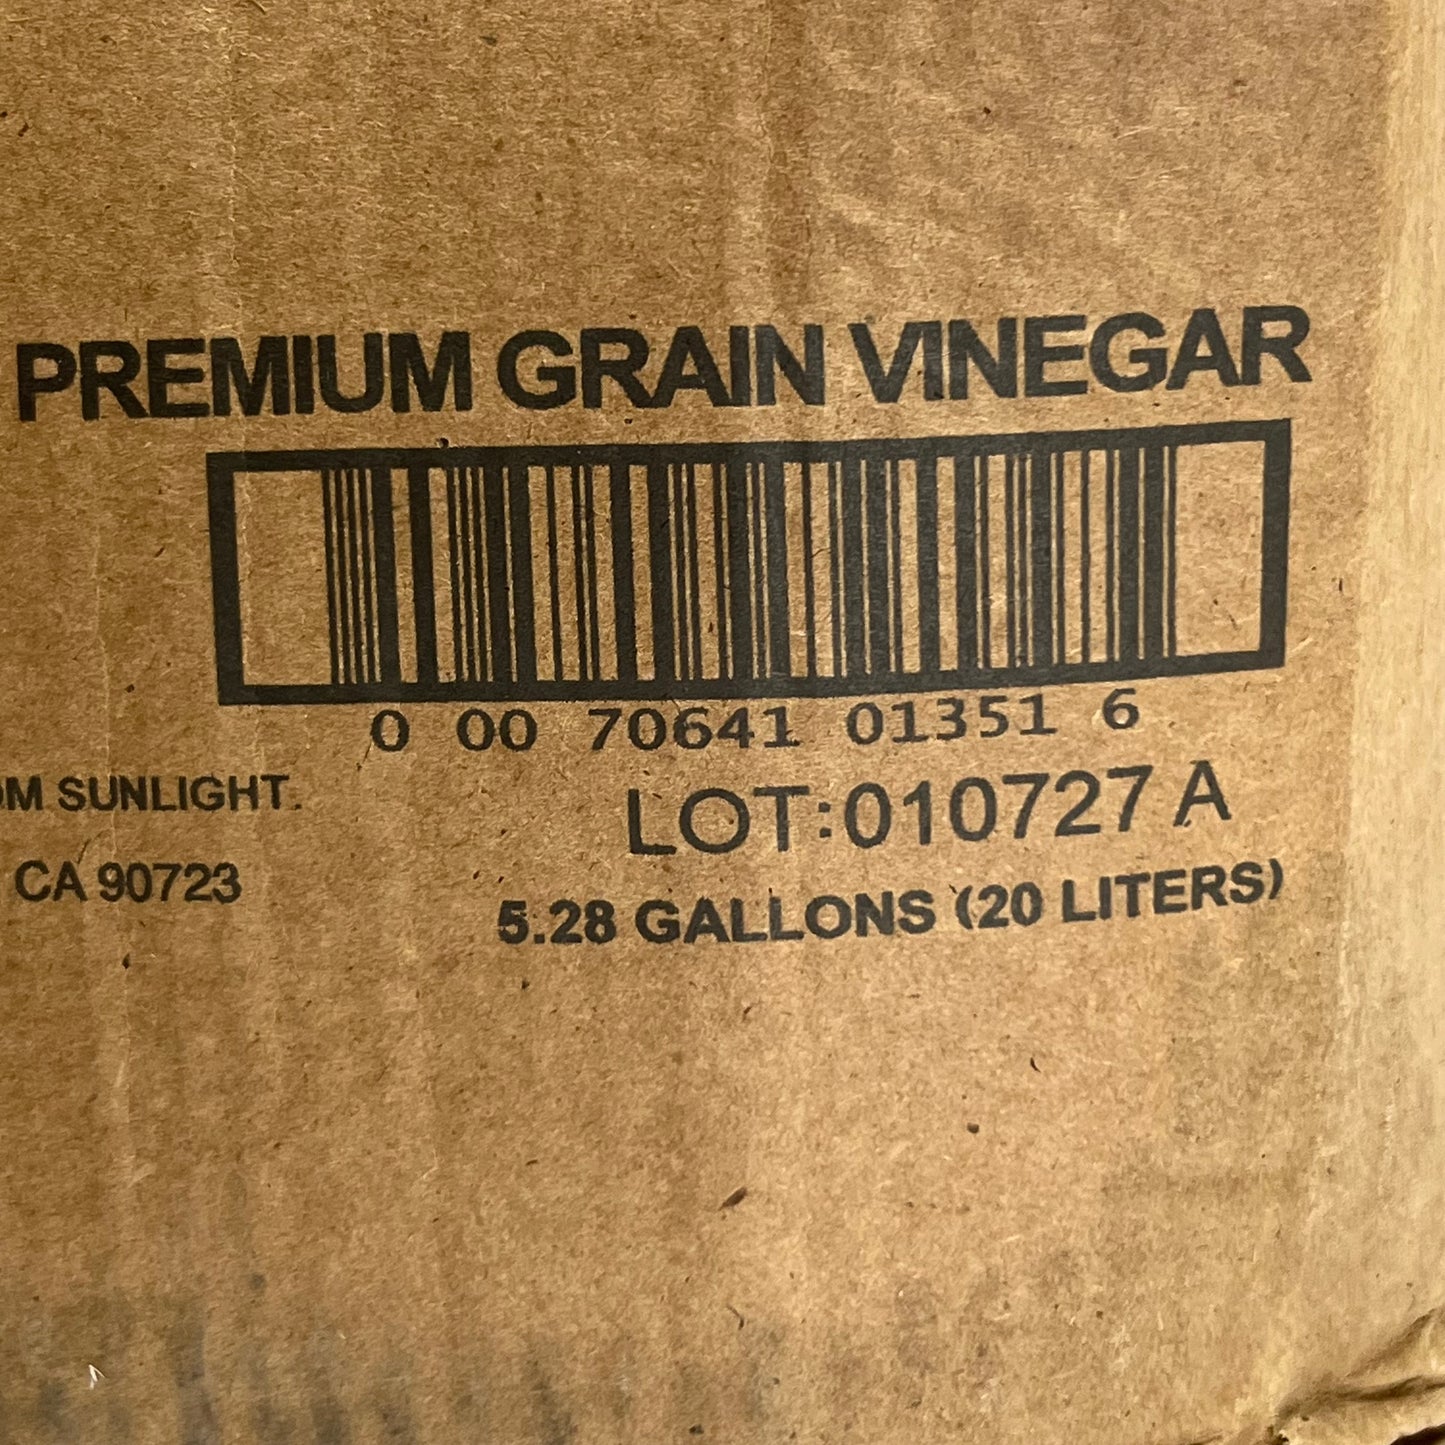 PREMIUM GRAIN VINEGAR
0 00 70641 01351 6
SUNLIGHT.
LOT:010727 A
CA 90723
5.28 GALLONS (20 LITERS)